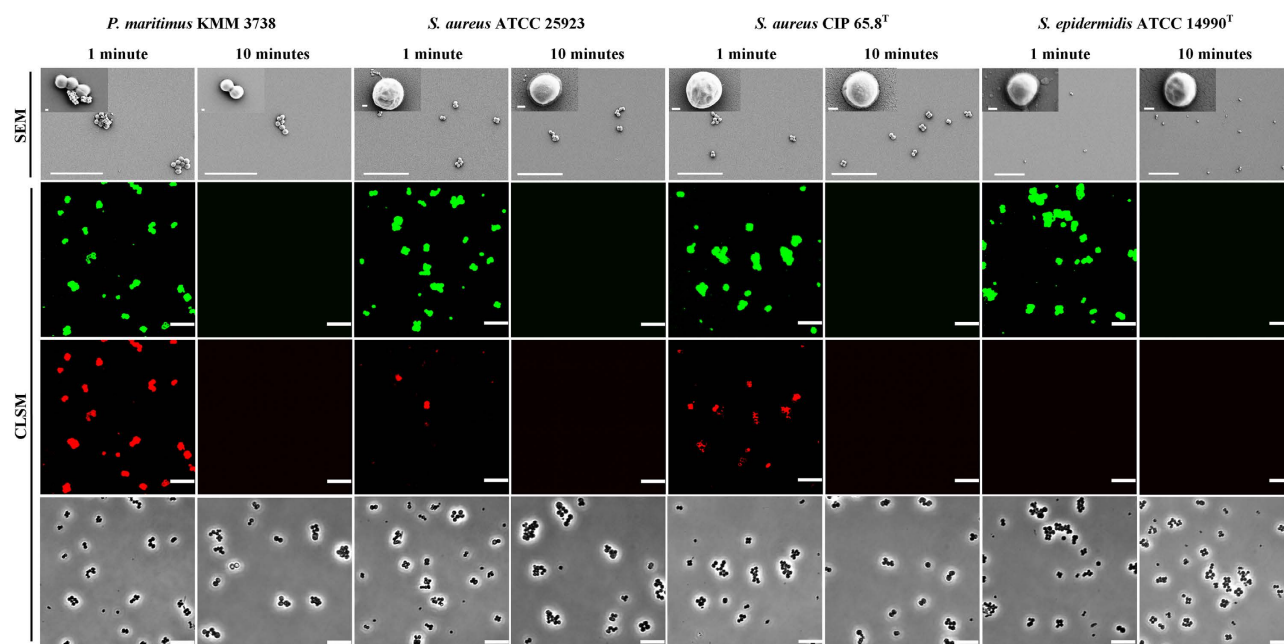 P. maritimus KMM 3738 S. aureus ATCC 25923 S. aureus CIP 65.8ᵀ S. epidermidis ATCC 14990ᵀ
1 minute 10 minutes 1 minute 10 minutes 1 minute 10 minutes 1 minute 10 minutes
SEM
CLSM